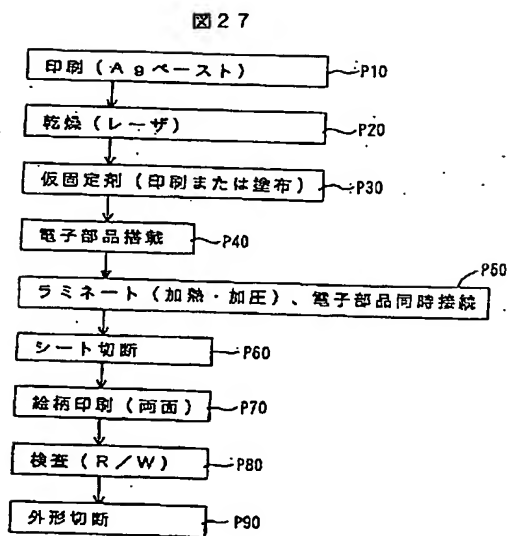 図27
印刷(Agペースト) P10
乾燥(レーザ) P20
仮固定剤(印刷または塗布) P30
電子部品搭載 P40
ラミネート(加熱・加圧)、電子部品同時接続 P50
シート切断 P60
絵柄印刷(両面) P70
検査(R/W) P80
外形切断 P90